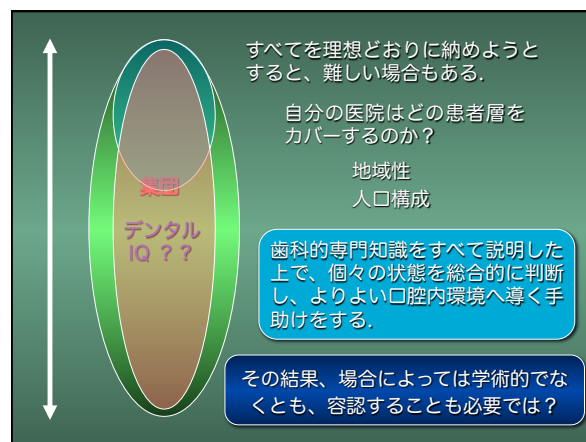 すべてを理想どおりに納めようと
すると、難しい場合もある.
自分の医院はどの患者層を
カバーするのか？
地域性
人口構成
集団
デンタル
IQ ？？
歯科的専門知識をすべて説明した
上で、個々の状態を総合的に判断
し、よりよい口腔内環境へ導く手
助けをする.
その結果、場合によっては学術的でな
くとも、容認することも必要では？